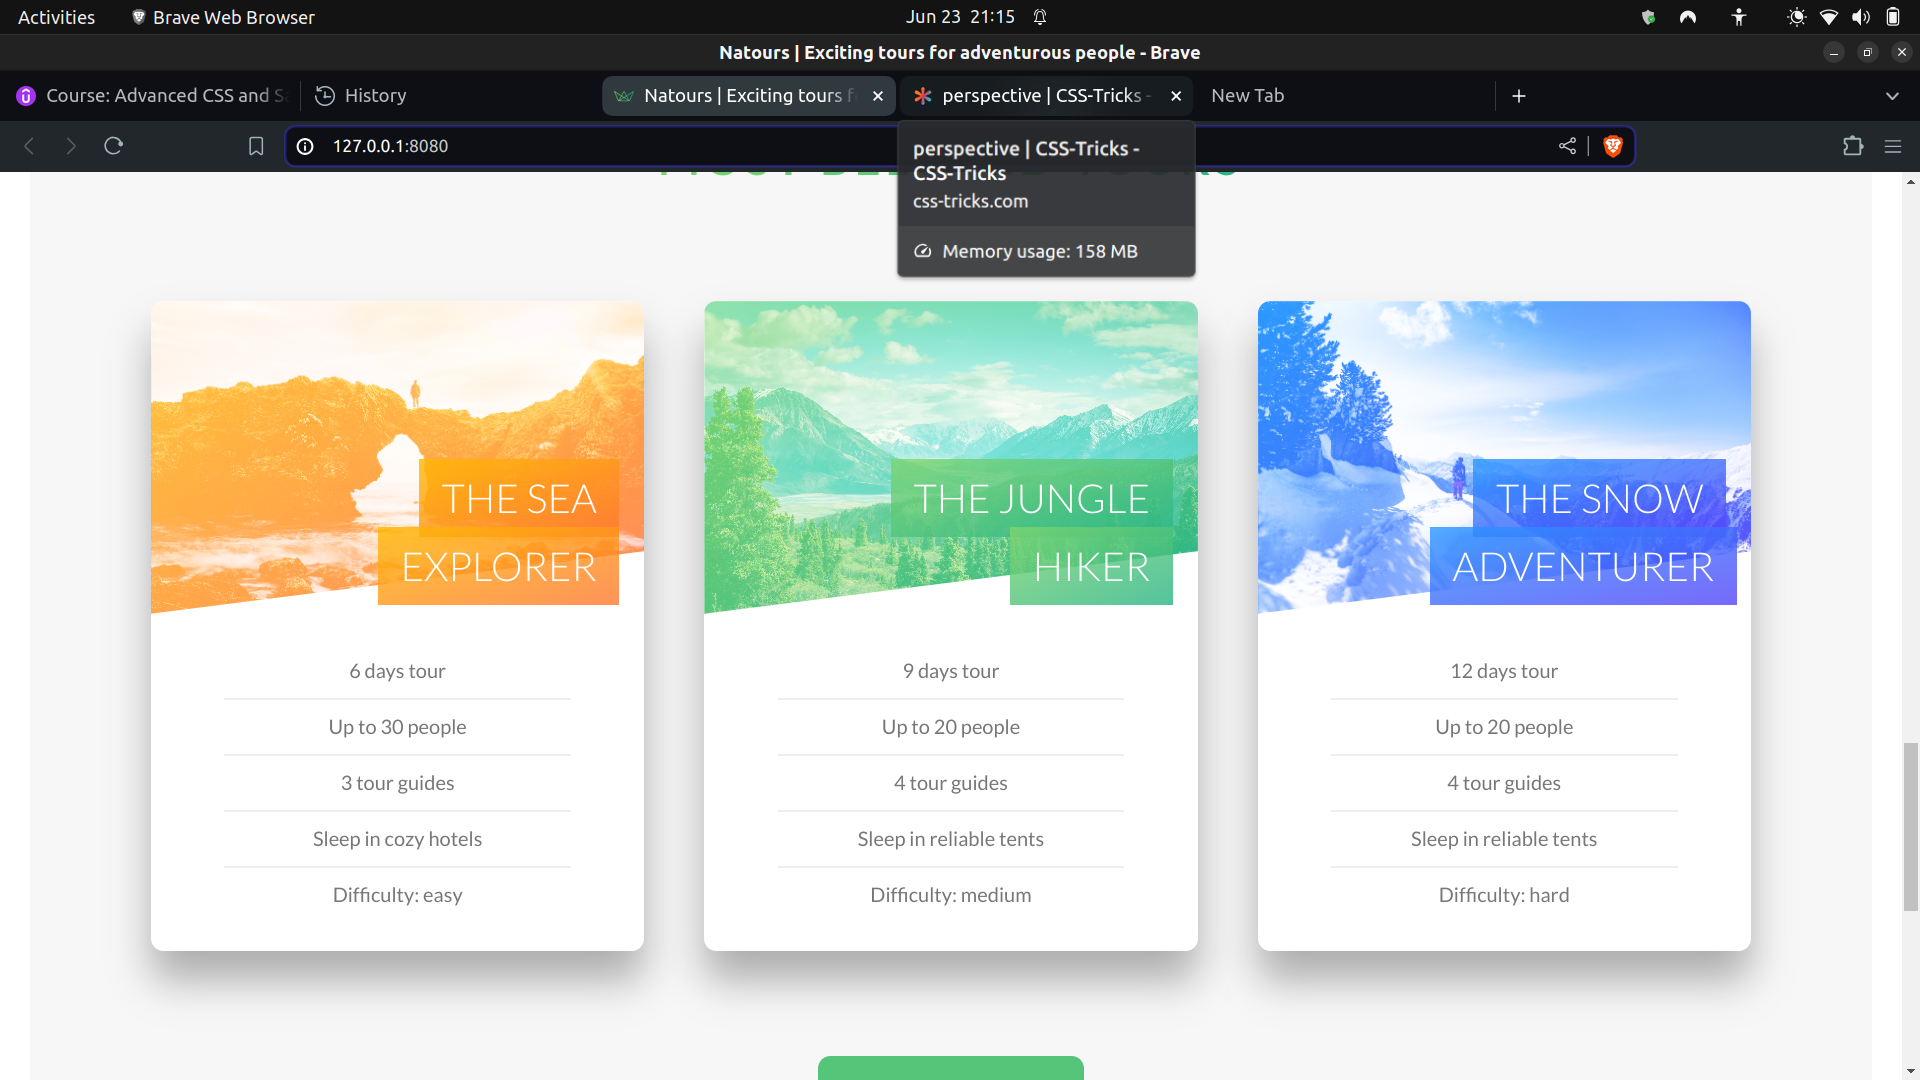 Activities Brave Web Browser Jun 23 21:15
Natours | Exciting tours for adventurous people - Brave
Course: Advanced CSS and History Natours | Exciting tours perspective | CSS-Tricks - New Tab
127.0.0.1:8080
perspective | CSS-Tricks -
CSS-Tricks
css-tricks.com
Memory usage: 158 MB
THE SEA
EXPLORER
6 days tour
Up to 30 people
3 tour guides
Sleep in cozy hotels
Difficulty: easy
THE JUNGLE
HIKER
9 days tour
Up to 20 people
4 tour guides
Sleep in reliable tents
Difficulty: medium
THE SNOW
ADVENTURER
12 days tour
Up to 20 people
4 tour guides
Sleep in reliable tents
Difficulty: hard